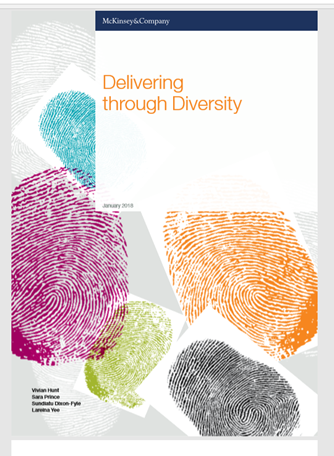 McKinsey&Company
Delivering
through Diversity
January 2018
Vivian Hunt
Sara Prince
Sundiatu Dixon-Fyle
Lareina Yee